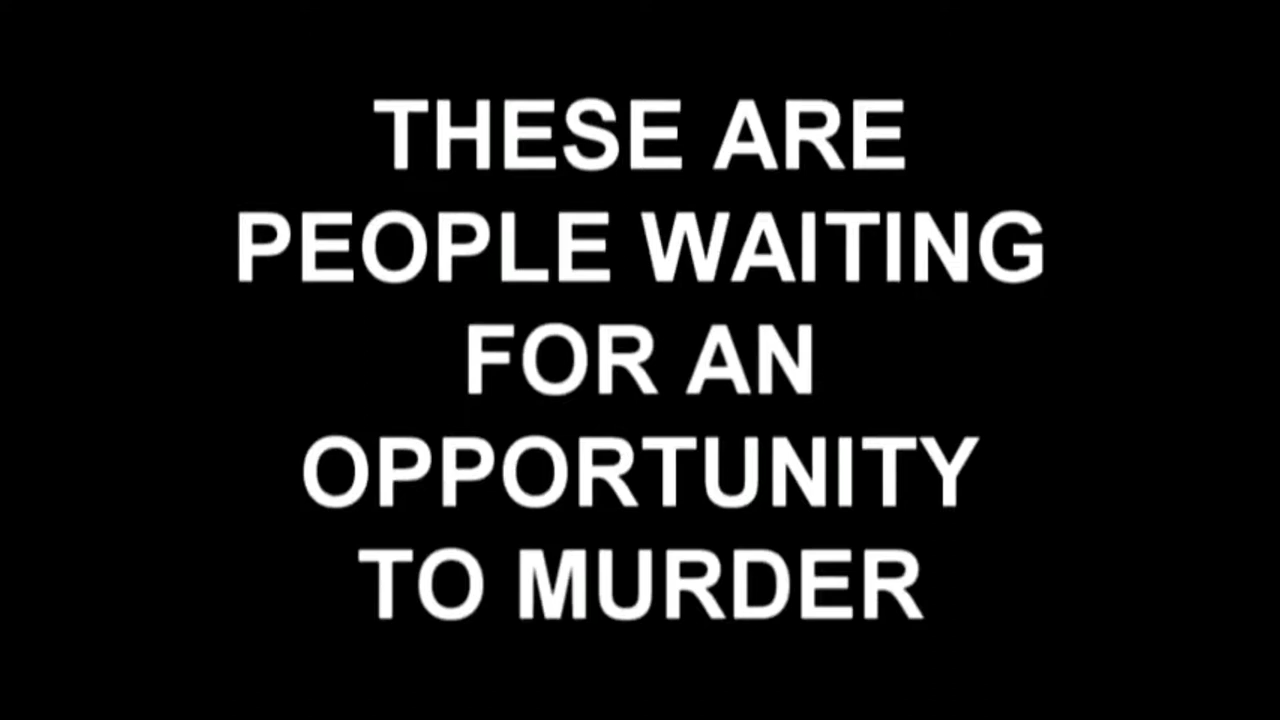 THESE ARE
PEOPLE WAITING
FOR AN
OPPORTUNITY
TO MURDER